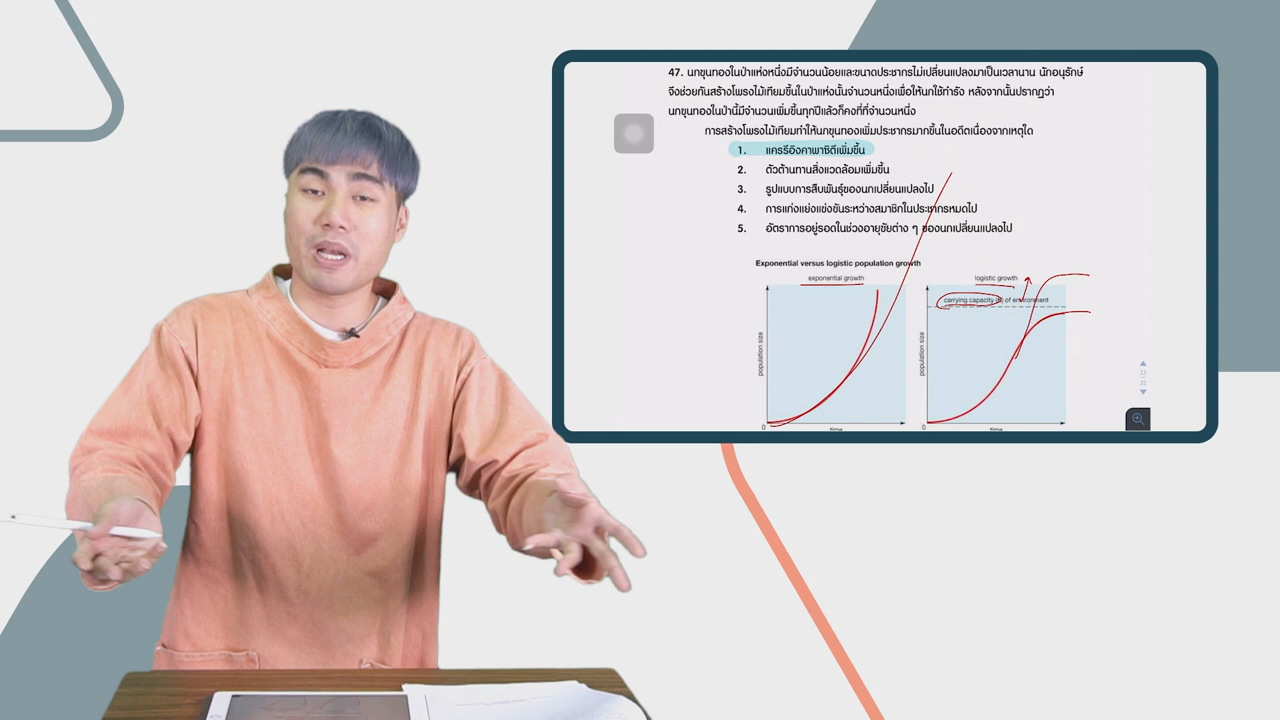 47. นกขุนทองในป่าแห่งหนึ่งมีจำนวนน้อยและขนาดประชากรไม่เปลี่ยนแปลงมาเป็นเวลานาน นักอนุรักษ์
จึงช่วยกันสร้างโพรงไม้เทียมขึ้นในป่าแห่งนั้นจำนวนหนึ่งเพื่อให้นกใช้ทำรัง หลังจากนั้นปรากฏว่า
นกขุนทองในป่านี้มีจำนวนเพิ่มขึ้นทุกปีแล้วก็คงที่ที่จำนวนหนึ่ง
การสร้างโพรงไม้เทียมทำให้นกขุนทองเพิ่มประชากรมากขึ้นในอดีตเนื่องจากเหตุใด
1. แครรีอิงคาพาซิตีเพิ่มขึ้น
2. ตัวต้านทานสิ่งแวดล้อมเพิ่มขึ้น
3. รูปแบบการสืบพันธุ์ของนกเปลี่ยนแปลงไป
4. การแก่งแย่งแข่งขันระหว่างสมาชิกในประชากรหมดไป
5. อัตราการอยู่รอดในช่วงอายุขัยต่าง ๆ ของนกเปลี่ยนแปลงไป
Exponential versus logistic population growth
exponential growth
population size
0
time
logistic growth
carrying capacity (K) of environment
population size
0
time